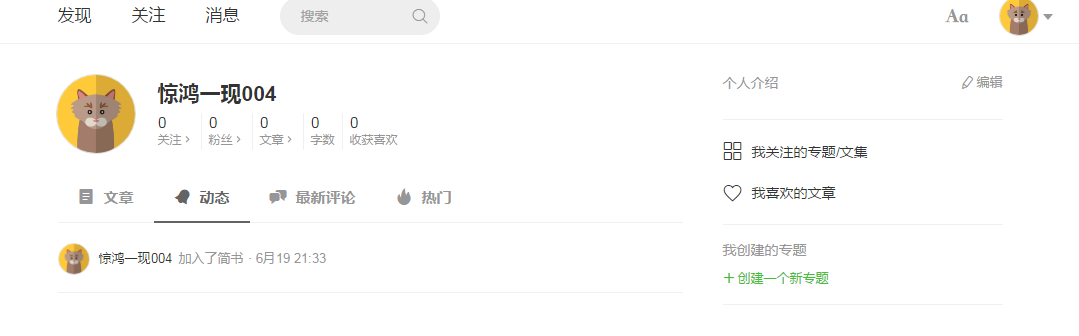 发现 关注 消息 搜索 Aa
惊鸿一现004
0 0 0 0 0
关注 粉丝 文章 字数 收获喜欢
文章 动态 最新评论 热门
惊鸿一现004 加入了简书 · 6月19 21:33
个人介绍 编辑
我关注的专题/文集
我喜欢的文章
我创建的专题
+ 创建一个新专题